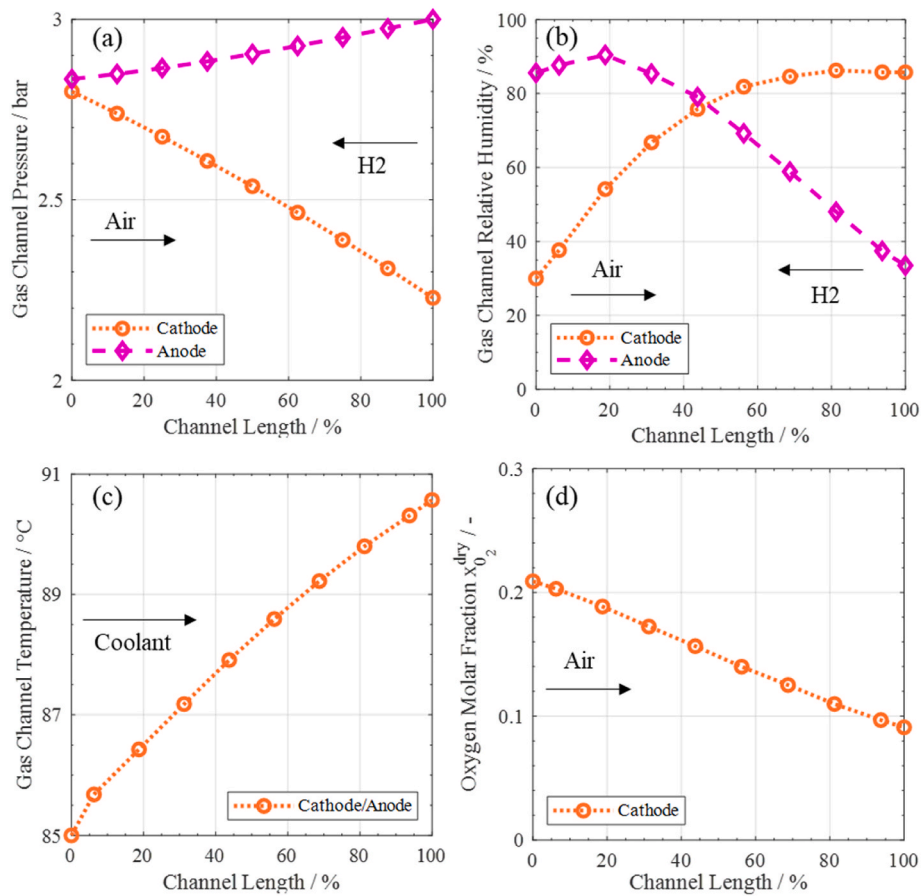 (a)
Gas Channel Pressure / bar
3
2.5
2
H2
Air
Cathode
Anode
0 20 40 60 80 100
Channel Length / %
(b)
Gas Channel Relative Humidity / %
100
80
60
40
20
0
Air
H2
Cathode
Anode
0 20 40 60 80 100
Channel Length / %
(c)
Gas Channel Temperature / °C
91
89
87
85
Coolant
Cathode/Anode
0 20 40 60 80 100
Channel Length / %
(d)
Oxygen Molar Fraction x_{O_2}^{dry} / -
0.3
0.2
0.1
0
Air
Cathode
0 20 40 60 80 100
Channel Length / %